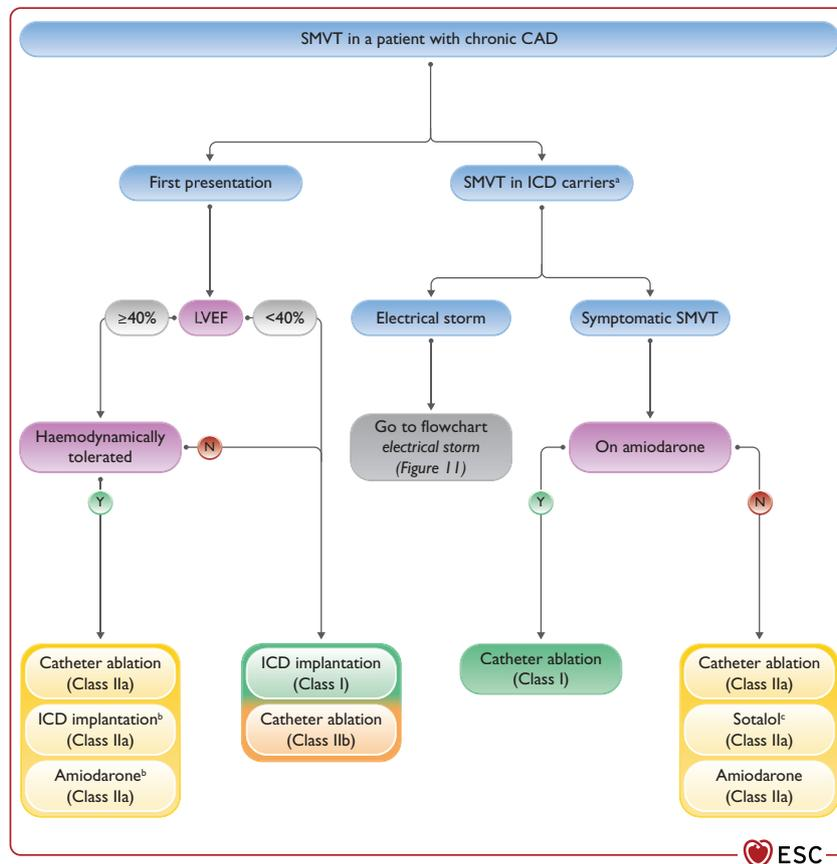 SMVT in a patient with chronic CAD
First presentation
SMVT in ICD carriersᵃ
≥40%
LVEF
<40%
Electrical storm
Symptomatic SMVT
Haemodynamically
tolerated
N
Go to flowchart
electrical storm
(Figure 11)
On amiodarone
Y
Y
N
Catheter ablation
(Class IIa)
ICD implantationᵇ
(Class IIa)
Amiodaroneᵇ
(Class IIa)
ICD implantation
(Class I)
Catheter ablation
(Class IIb)
Catheter ablation
(Class I)
Catheter ablation
(Class IIa)
Sotalolᶜ
(Class IIa)
Amiodarone
(Class IIa)
ESC